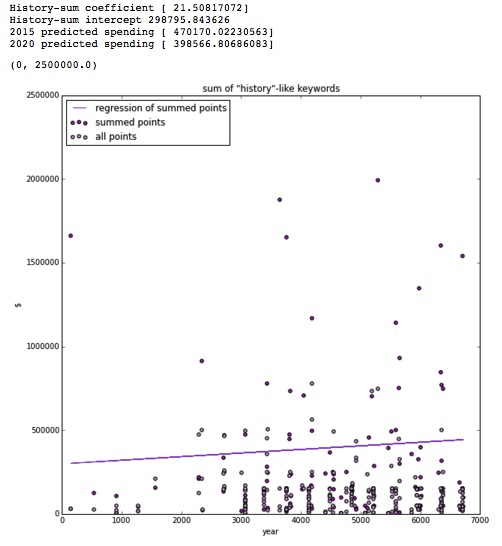 History-sum coefficient [ 21.50817072]
History-sum intercept 298795.843626
2015 predicted spending [ 470170.02230563]
2020 predicted spending [ 398566.80686083]
(0, 2500000.0)
sum of "history"-like keywords
2500000
regression of summed points
summed points
all points
2000000
1500000
$
1000000
500000
0
0 1000 2000 3000 4000 5000 6000 7000
year